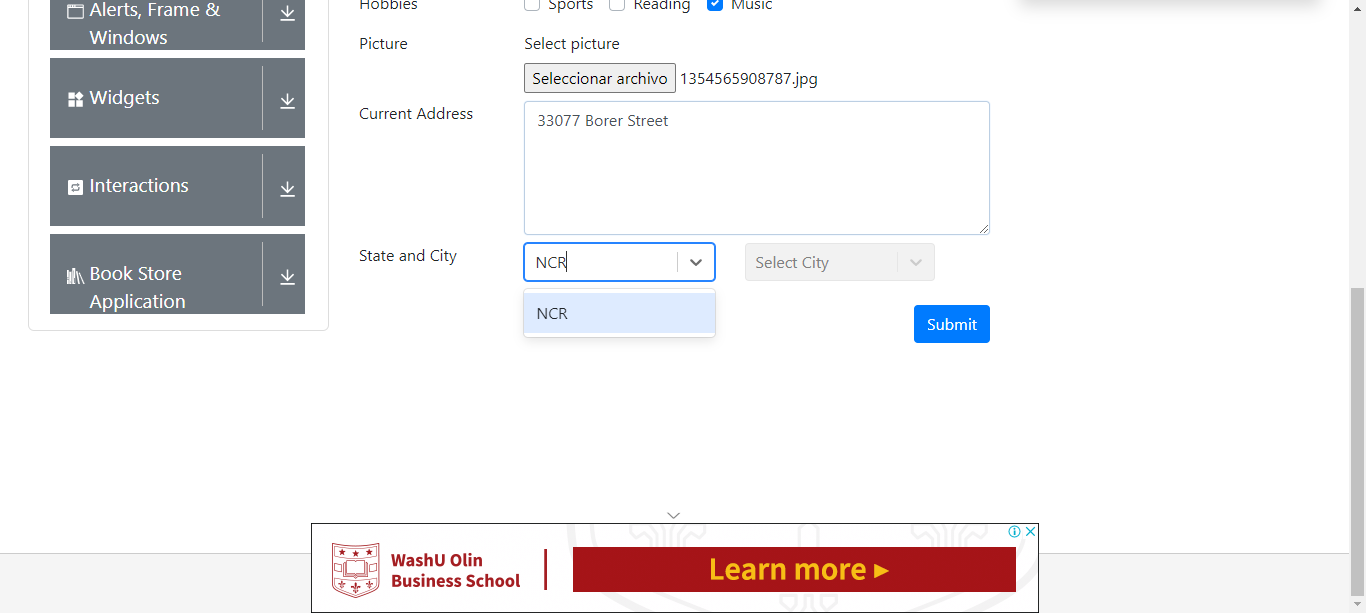 Alerts, Frame &
Windows
Widgets
Interactions
Book Store
Application
Hobbies
Sports Reading Music
Picture
Select picture
Seleccionar archivo 1354565908787.jpg
Current Address
33077 Borer Street
State and City
NCR
Select City
NCR
Submit
WashU Olin
Business School
Learn more ►